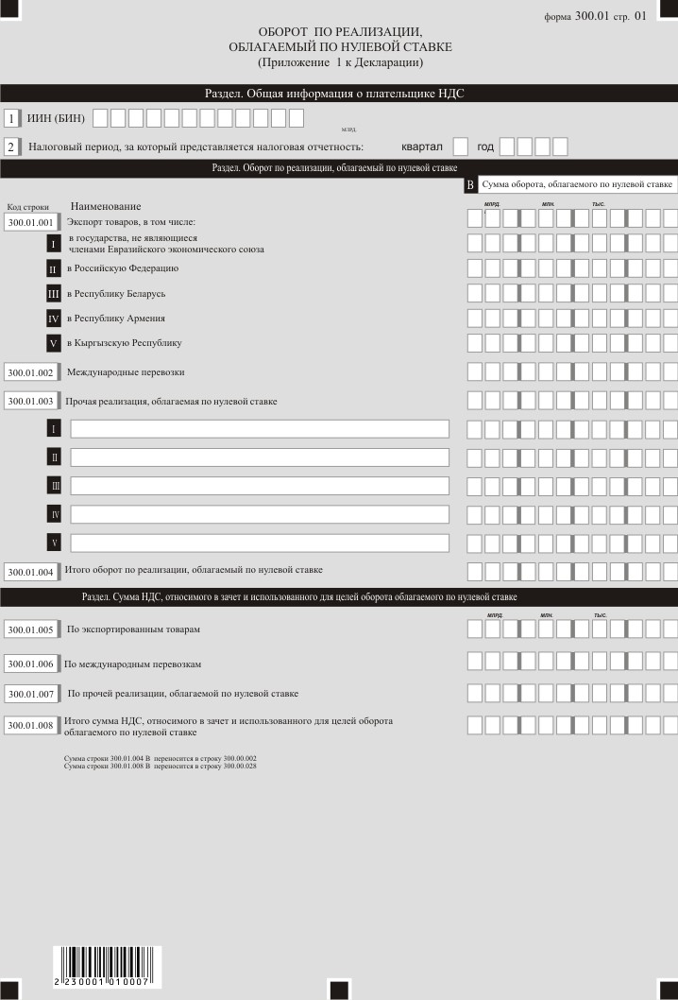 форма 300.01 стр. 01
ОБОРОТ ПО РЕАЛИЗАЦИИ,
ОБЛАГАЕМЫЙ ПО НУЛЕВОЙ СТАВКЕ
(Приложение 1 к Декларации)
Раздел. Общая информация о плательщике НДС
1 ИИН (БИН)
МЛРД.
2 Налоговый период, за который представляется налоговая отчетность: квартал год
Раздел. Оборот по реализации, облагаемый по нулевой ставке
B Сумма оборота, облагаемого по нулевой ставке
Код строки Наименование МЛРД. МЛН. ТЫС.
300.01.001 Экспорт товаров, в том числе:
I в государства, не являющиеся
членами Евразийского экономического союза
II в Российскую Федерацию
III в Республику Беларусь
IV в Республику Армения
V в Кыргызскую Республику
300.01.002 Международные перевозки
300.01.003 Прочая реализация, облагаемая по нулевой ставке
I
II
III
IV
V
300.01.004 Итого оборот по реализации, облагаемый по нулевой ставке
Раздел. Сумма НДС, относимого в зачет и использованного для целей оборота облагаемого по нулевой ставке
МЛРД. МЛН. ТЫС.
300.01.005 По экспортированным товарам
300.01.006 По международным перевозкам
300.01.007 По прочей реализации, облагаемой по нулевой ставке
300.01.008 Итого сумма НДС, относимого в зачет и использованного для целей оборота
облагаемого по нулевой ставке
Сумма строки 300.01.004 В переносится в строку 300.00.002
Сумма строки 300.01.008 В переносится в строку 300.00.028
2 230001 010007